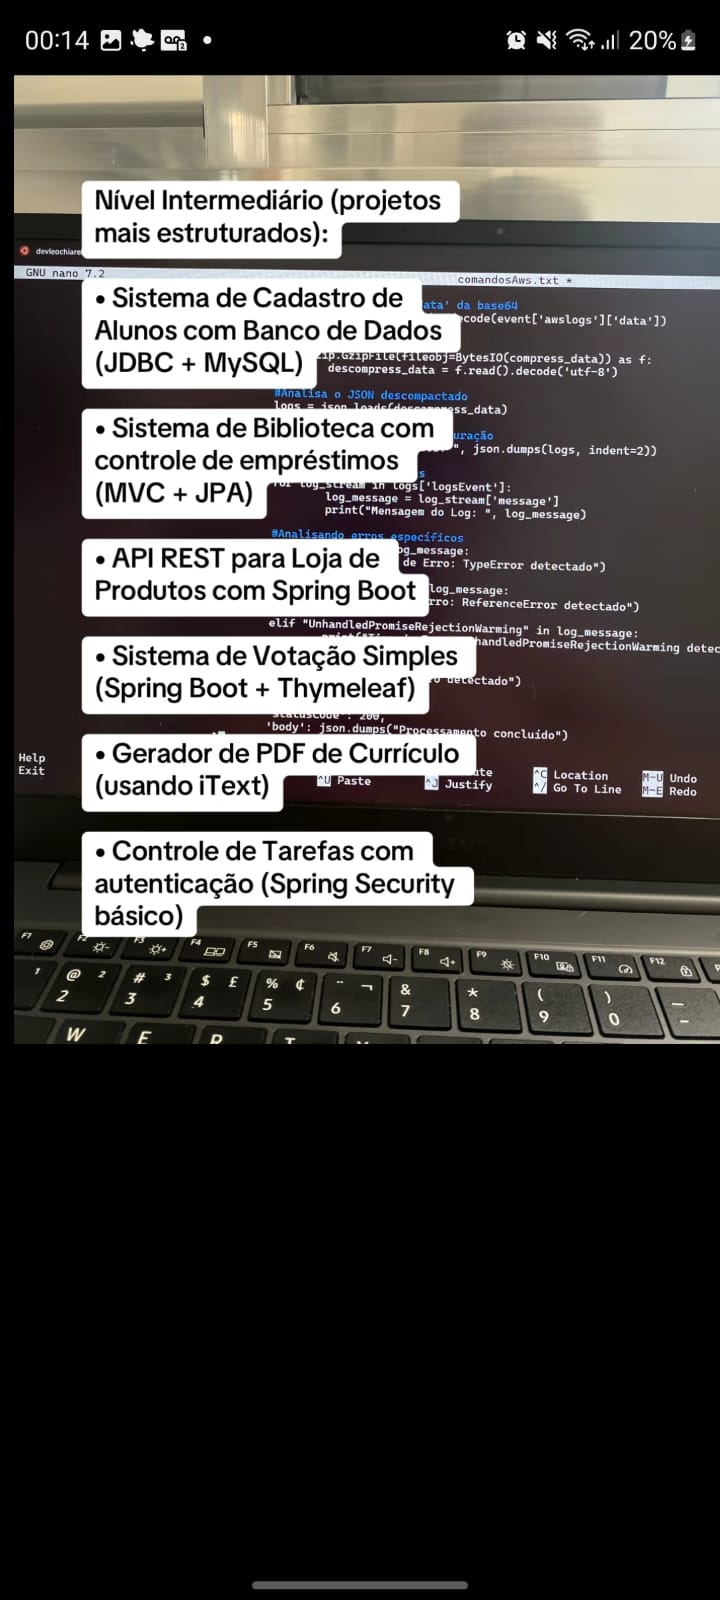 00:14
20%
Nível Intermediário (projetos
mais estruturados):
devleochiare
GNU nano 7.2
comandosAws.txt *
• Sistema de Cadastro de
Alunos com Banco de Dados
(JDBC + MySQL)
ata' da base64
code(event['awslogs']['data'])
zip.GzipFile(fileobj=BytesIO(compress_data)) as f:
descompress_data = f.read().decode('utf-8')
#Analisa o JSON descompactado
logs = json.loads(descompress_data)
• Sistema de Biblioteca com
controle de empréstimos
(MVC + JPA)
uração
", json.dumps(logs, indent=2))
for log_stream in logs['logsEvent']:
log_message = log_stream['message']
print("Mensagem do Log: ", log_message)
#Analisando erros específicos
• API REST para Loja de
Produtos com Spring Boot
og_message:
de Erro: TypeError detectado")
log_message:
rro: ReferenceError detectado")
elif "UnhandledPromiseRejectionWarming" in log_message:
handledPromiseRejectionWarming detec
• Sistema de Votação Simples
(Spring Boot + Thymeleaf)
detectado")
statusCode : 200,
'body': json.dumps("Processamento concluído")
• Gerador de PDF de Currículo
(usando iText)
Help
Exit
^U Paste
ute
^J Justify
^C Location
^/ Go To Line
M-U Undo
M-E Redo
• Controle de Tarefas com
autenticação (Spring Security
básico)
F1 F2 F3 F4 F5 F6 F7 F8 F9 F10 F11 F12
1 @ 2 2 # 3 3 $ £ 4 % ¢ 5 ¨ ¬ 6 & 7 * 8 ( 9 ) 0 _ -
W E R T